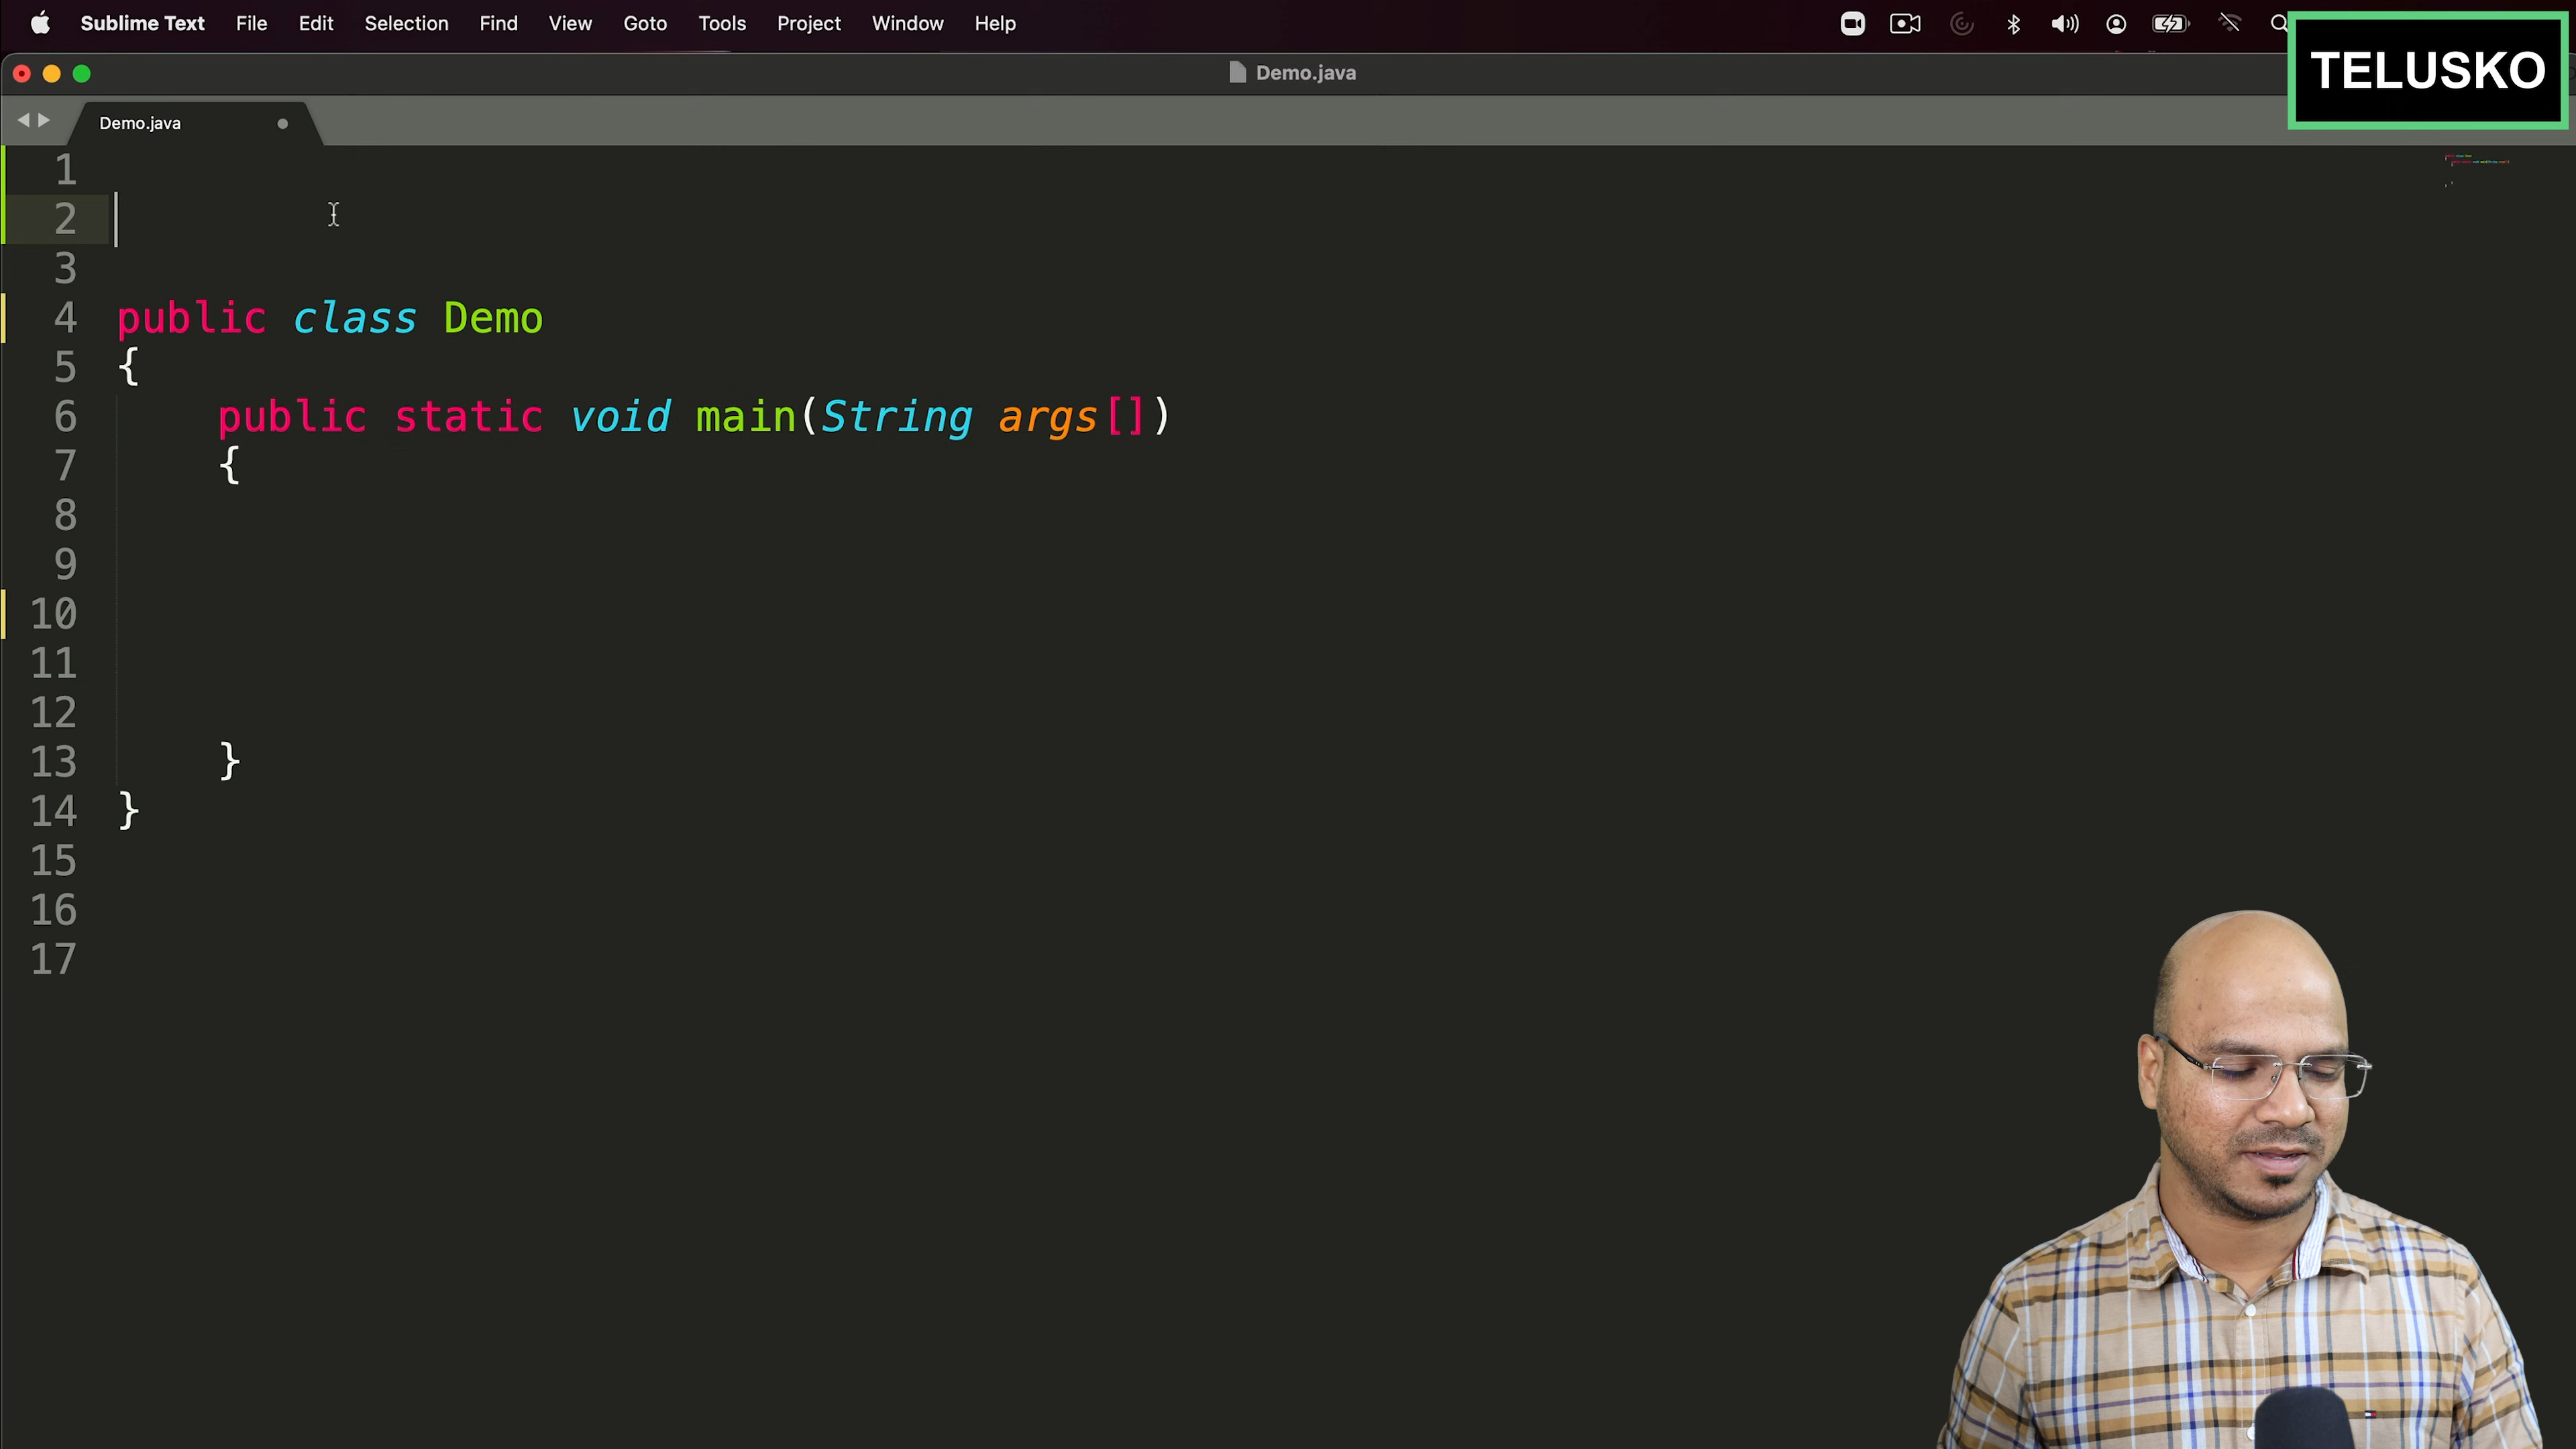 Sublime Text File Edit Selection Find View Goto Tools Project Window Help
TELUSKO
Demo.java
Demo.java
1
2
3
4 public class Demo
5 {
6 public static void main(String args[])
7 {
8
9
10
11
12
13 }
14 }
15
16
17